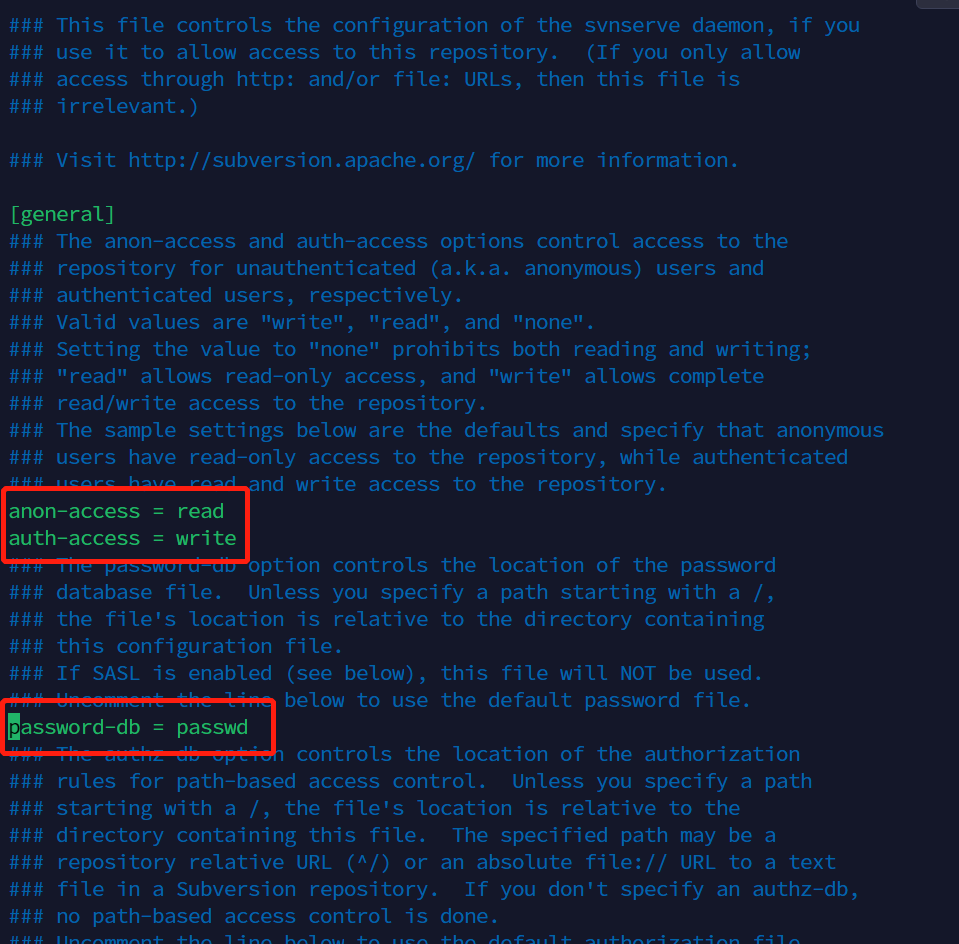 ### This file controls the configuration of the svnserve daemon, if you
### use it to allow access to this repository.  (If you only allow
### access through http: and/or file: URLs, then this file is
### irrelevant.)
### Visit http://subversion.apache.org/ for more information.
[general]
### The anon-access and auth-access options control access to the
### repository for unauthenticated (a.k.a. anonymous) users and
### authenticated users, respectively.
### Valid values are "write", "read", and "none".
### Setting the value to "none" prohibits both reading and writing;
### "read" allows read-only access, and "write" allows complete
### read/write access to the repository.
### The sample settings below are the defaults and specify that anonymous
### users have read-only access to the repository, while authenticated
### users have read and write access to the repository.
anon-access = read
auth-access = write
### The password-db option controls the location of the password
### database file.  Unless you specify a path starting with a /,
### the file's location is relative to the directory containing
### this configuration file.
### If SASL is enabled (see below), this file will NOT be used.
### Uncomment the line below to use the default password file.
password-db = passwd
### The authz-db option controls the location of the authorization
### rules for path-based access control.  Unless you specify a path
### starting with a /, the file's location is relative to the
### directory containing this file.  The specified path may be a
### repository relative URL (^/) or an absolute file:// URL to a text
### file in a Subversion repository.  If you don't specify an authz-db,
### no path-based access control is done.
### Uncomment the line below to use the default authorization file